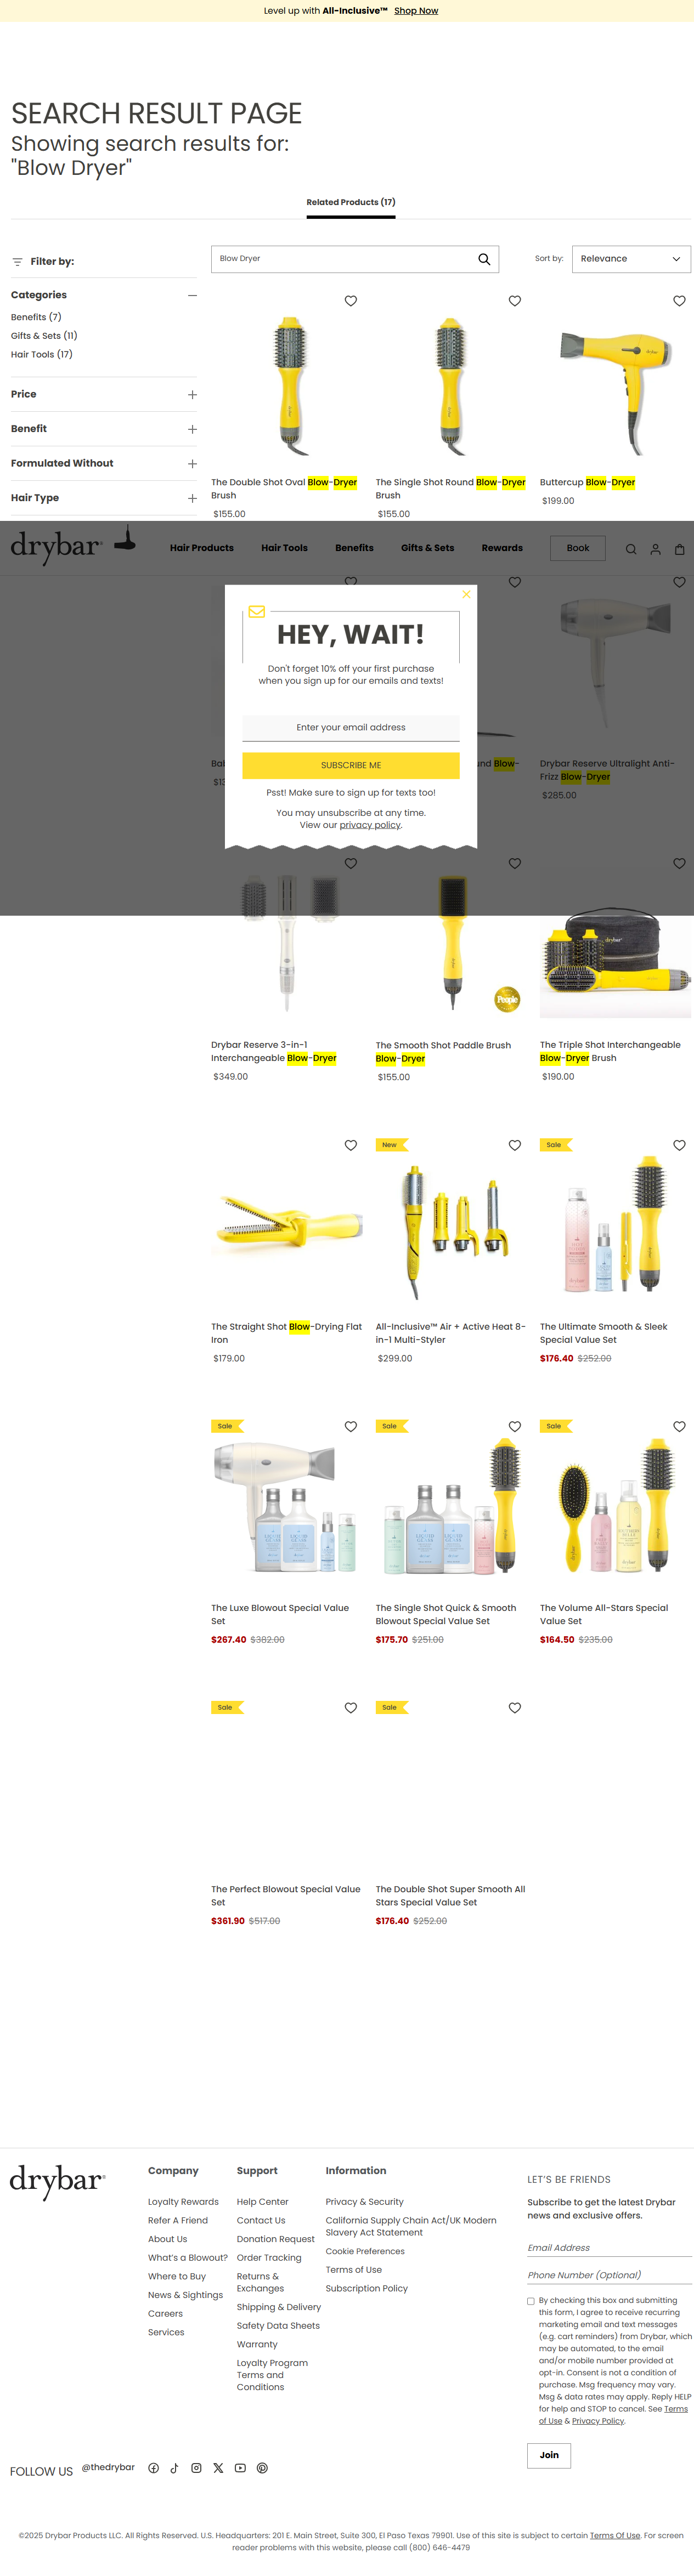 Level up with All-Inclusive™ Shop Now
SEARCH RESULT PAGE
Showing search results for:
"Blow Dryer"
Related Products (17)
Filter by:
Blow Dryer
Sort by:
Relevance
Categories
Benefits (7)
Gifts & Sets (11)
Hair Tools (17)
Price
Benefit
Formulated Without
Hair Type
The Double Shot Oval Blow-Dryer
Brush
$155.00
The Single Shot Round Blow-Dryer
Brush
$155.00
Buttercup Blow-Dryer
$199.00
drybar
Hair Products
Hair Tools
Benefits
Gifts & Sets
Rewards
Book
HEY, WAIT!
Don't forget 10% off your first purchase
when you sign up for our emails and texts!
Enter your email address
SUBSCRIBE ME
Psst! Make sure to sign up for texts too!
You may unsubscribe at any time.
View our privacy policy.
Blow-
Drybar Reserve Ultralight Anti-
Frizz Blow-Dryer
$285.00
drybar
People
Drybar Reserve 3-in-1
Interchangeable Blow-Dryer
$349.00
The Smooth Shot Paddle Brush
Blow-Dryer
$155.00
The Triple Shot Interchangeable
Blow-Dryer Brush
$190.00
The Straight Shot Blow-Drying Flat
Iron
$179.00
New
All-Inclusive™ Air + Active Heat 8-
in-1 Multi-Styler
$299.00
Sale
The Ultimate Smooth & Sleek
Special Value Set
$176.40 $252.00
Sale
The Luxe Blowout Special Value
Set
$267.40 $382.00
Sale
The Single Shot Quick & Smooth
Blowout Special Value Set
$175.70 $251.00
Sale
The Volume All-Stars Special
Value Set
$164.50 $235.00
Sale
The Perfect Blowout Special Value
Set
$361.90 $517.00
Sale
The Double Shot Super Smooth All
Stars Special Value Set
$176.40 $252.00
drybar
Company
Loyalty Rewards
Refer A Friend
About Us
What's a Blowout?
Where to Buy
News & Sightings
Careers
Services
Support
Help Center
Contact Us
Donation Request
Order Tracking
Returns &
Exchanges
Shipping & Delivery
Safety Data Sheets
Warranty
Loyalty Program
Terms and
Conditions
Information
Privacy & Security
California Supply Chain Act/UK Modern
Slavery Act Statement
Cookie Preferences
Terms of Use
Subscription Policy
LET'S BE FRIENDS
Subscribe to get the latest Drybar
news and exclusive offers.
Email Address
Phone Number (Optional)
By checking this box and submitting
this form, I agree to receive recurring
marketing email and text messages
(e.g. cart reminders) from Drybar, which
may be automated, to the email
and/or mobile number provided at
opt-in. Consent is not a condition of
purchase. Msg frequency may vary.
Msg & data rates may apply. Reply HELP
for help and STOP to cancel. See Terms
of Use & Privacy Policy.
Join
FOLLOW US @thedrybar
©2025 Drybar Products LLC. All Rights Reserved. U.S. Headquarters: 201 E. Main Street, Suite 300, El Paso Texas 79901. Use of this site is subject to certain Terms Of Use. For screen
reader problems with this website, please call (800) 646-4479